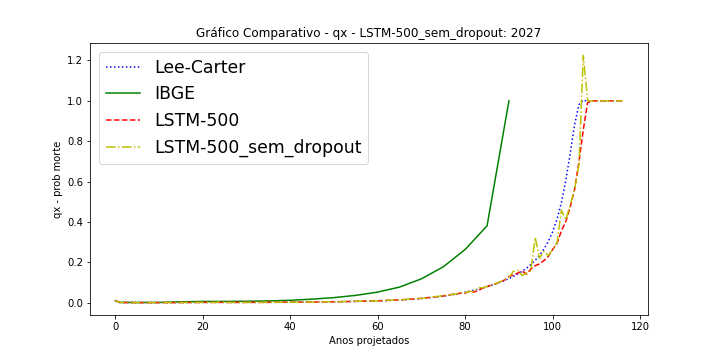 Gráfico Comparativo - qx - LSTM-500_sem_dropout: 2027
Lee-Carter
IBGE
LSTM-500
LSTM-500_sem_dropout
qx - prob morte
1.2
1.0
0.8
0.6
0.4
0.2
0.0
0 20 40 60 80 100 120
Anos projetados